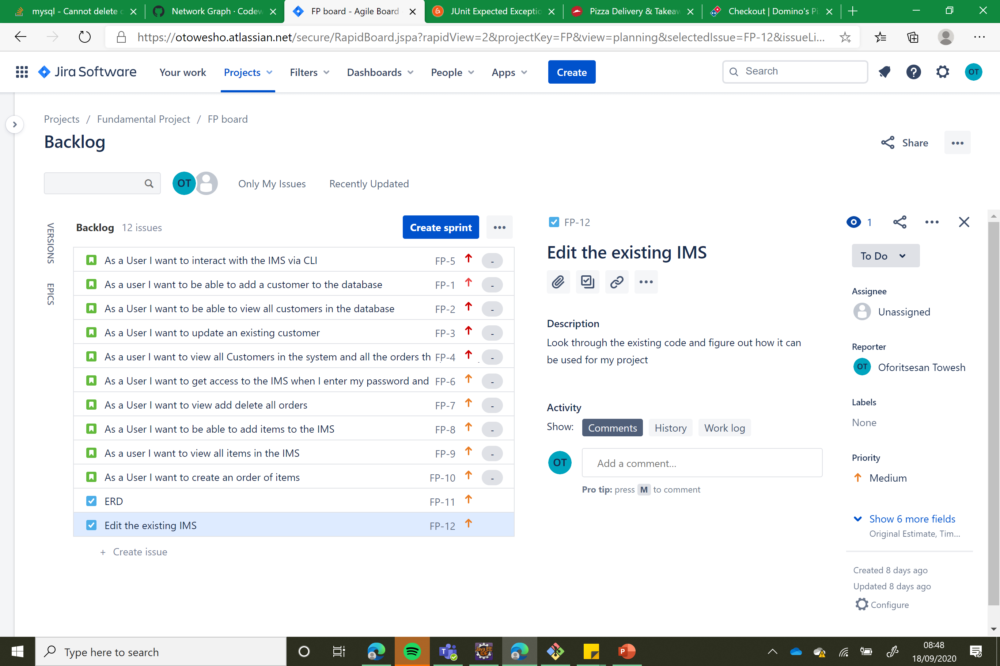 mysql - Cannot delete
Network Graph · Codew
FP board - Agile Board
JUnit Expected Exceptio
Pizza Delivery & Takeaw
Checkout | Domino's Pi
https://otowesho.atlassian.net/secure/RapidBoard.jspa?rapidView=2&projectKey=FP&view=planning&selectedIssue=FP-12&issueLi...
Jira Software
Your work
Projects
Filters
Dashboards
People
Apps
Create
Search
OT
Projects / Fundamental Project / FP board
Backlog
Share
OT
Only My Issues
Recently Updated
VERSIONS
EPICS
Backlog 12 issues
Create sprint
As a User I want to interact with the IMS via CLI FP-5 -
As a user I want to be able to add a customer to the database FP-1 -
As a User I want to be able to view all customers in the database FP-2 -
As a User I want to update an existing customer FP-3 -
As a user I want to view all Customers in the system and all the orders th FP-4 -
As a User I want to get access to the IMS when I enter my password and FP-6 -
As a User I want to view add delete all orders FP-7 -
As a User I want to be able to add items to the IMS FP-8 -
As a user I want to view all items in the IMS FP-9 -
As a User I want to create an order of items FP-10 -
ERD FP-11
Edit the existing IMS FP-12
+ Create issue
FP-12
1
Edit the existing IMS
Description
Look through the existing code and figure out how it can
be used for my project
Activity
Show: Comments History Work log
OT
Add a comment...
Pro tip: press M to comment
To Do
Assignee
Unassigned
Reporter
OT Oforitsesan Towesh
Labels
None
Priority
Medium
Show 6 more fields
Original Estimate, Tim...
Created 8 days ago
Updated 8 days ago
Configure
Type here to search
Java EE
IDE
08:48
18/09/2020